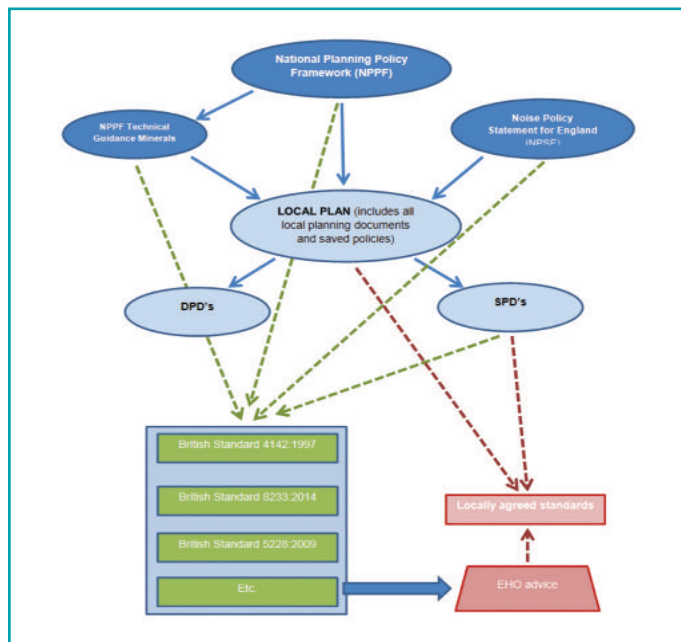 National Planning Policy
Framework (NPPF)
NPPF Technical
Guidance Minerals
Noise Policy
Statement for England
(NPSE)
LOCAL PLAN (includes all
local planning documents
and saved policies)
DPD's
SPD's
British Standard 4142:1997
British Standard 8233:2014
British Standard 5228:2009
Etc.
Locally agreed standards
EHO advice